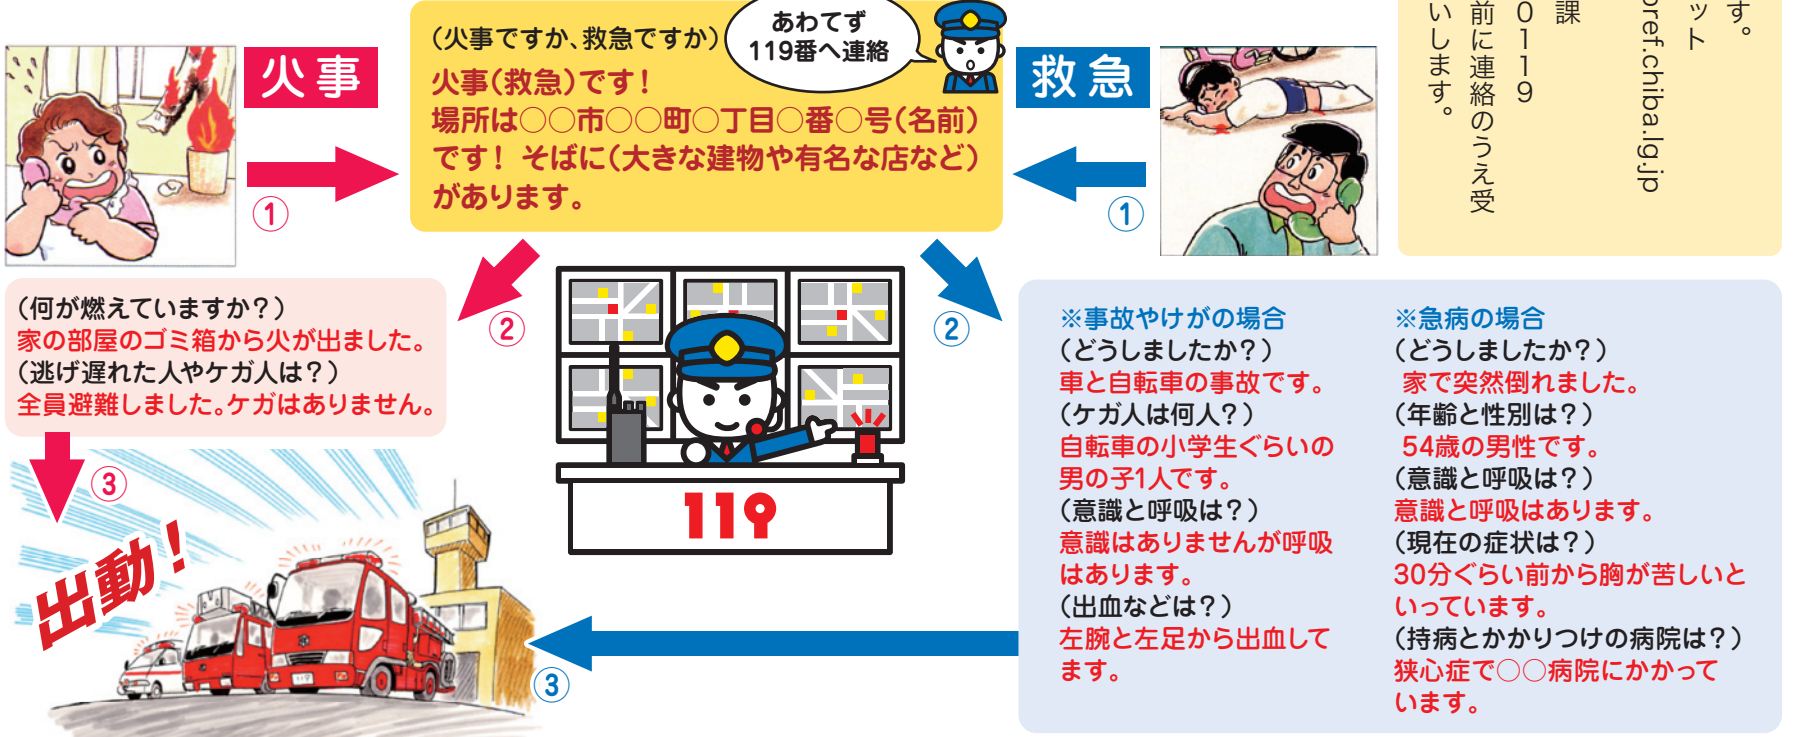 す。
ット
pref.chiba.lg.jp
課
0119
前に連絡のうえ受
いします。
火事
①
(火事ですか、救急ですか)
あわてず
119番へ連絡
火事(救急)です!
場所は○○市○○町○丁目○番○号(名前)
です! そばに(大きな建物や有名な店など)
があります。
救急
①
②
(何が燃えていますか?)
家の部屋のゴミ箱から火が出ました。
(逃げ遅れた人やケガ人は?)
全員避難しました。ケガはありません。
③
出動!
119
119
②
※事故やけがの場合
(どうしましたか?)
車と自転車の事故です。
(ケガ人は何人?)
自転車の小学生ぐらいの
男の子1人です。
(意識と呼吸は?)
意識はありませんが呼吸
はあります。
(出血などは?)
左腕と左足から出血して
ます。
※急病の場合
(どうしましたか?)
家で突然倒れました。
(年齢と性別は?)
54歳の男性です。
(意識と呼吸は?)
意識と呼吸はあります。
(現在の症状は?)
30分ぐらい前から胸が苦しいと
いっています。
(持病とかかりつけの病院は?)
狭心症で○○病院にかかって
います。
③